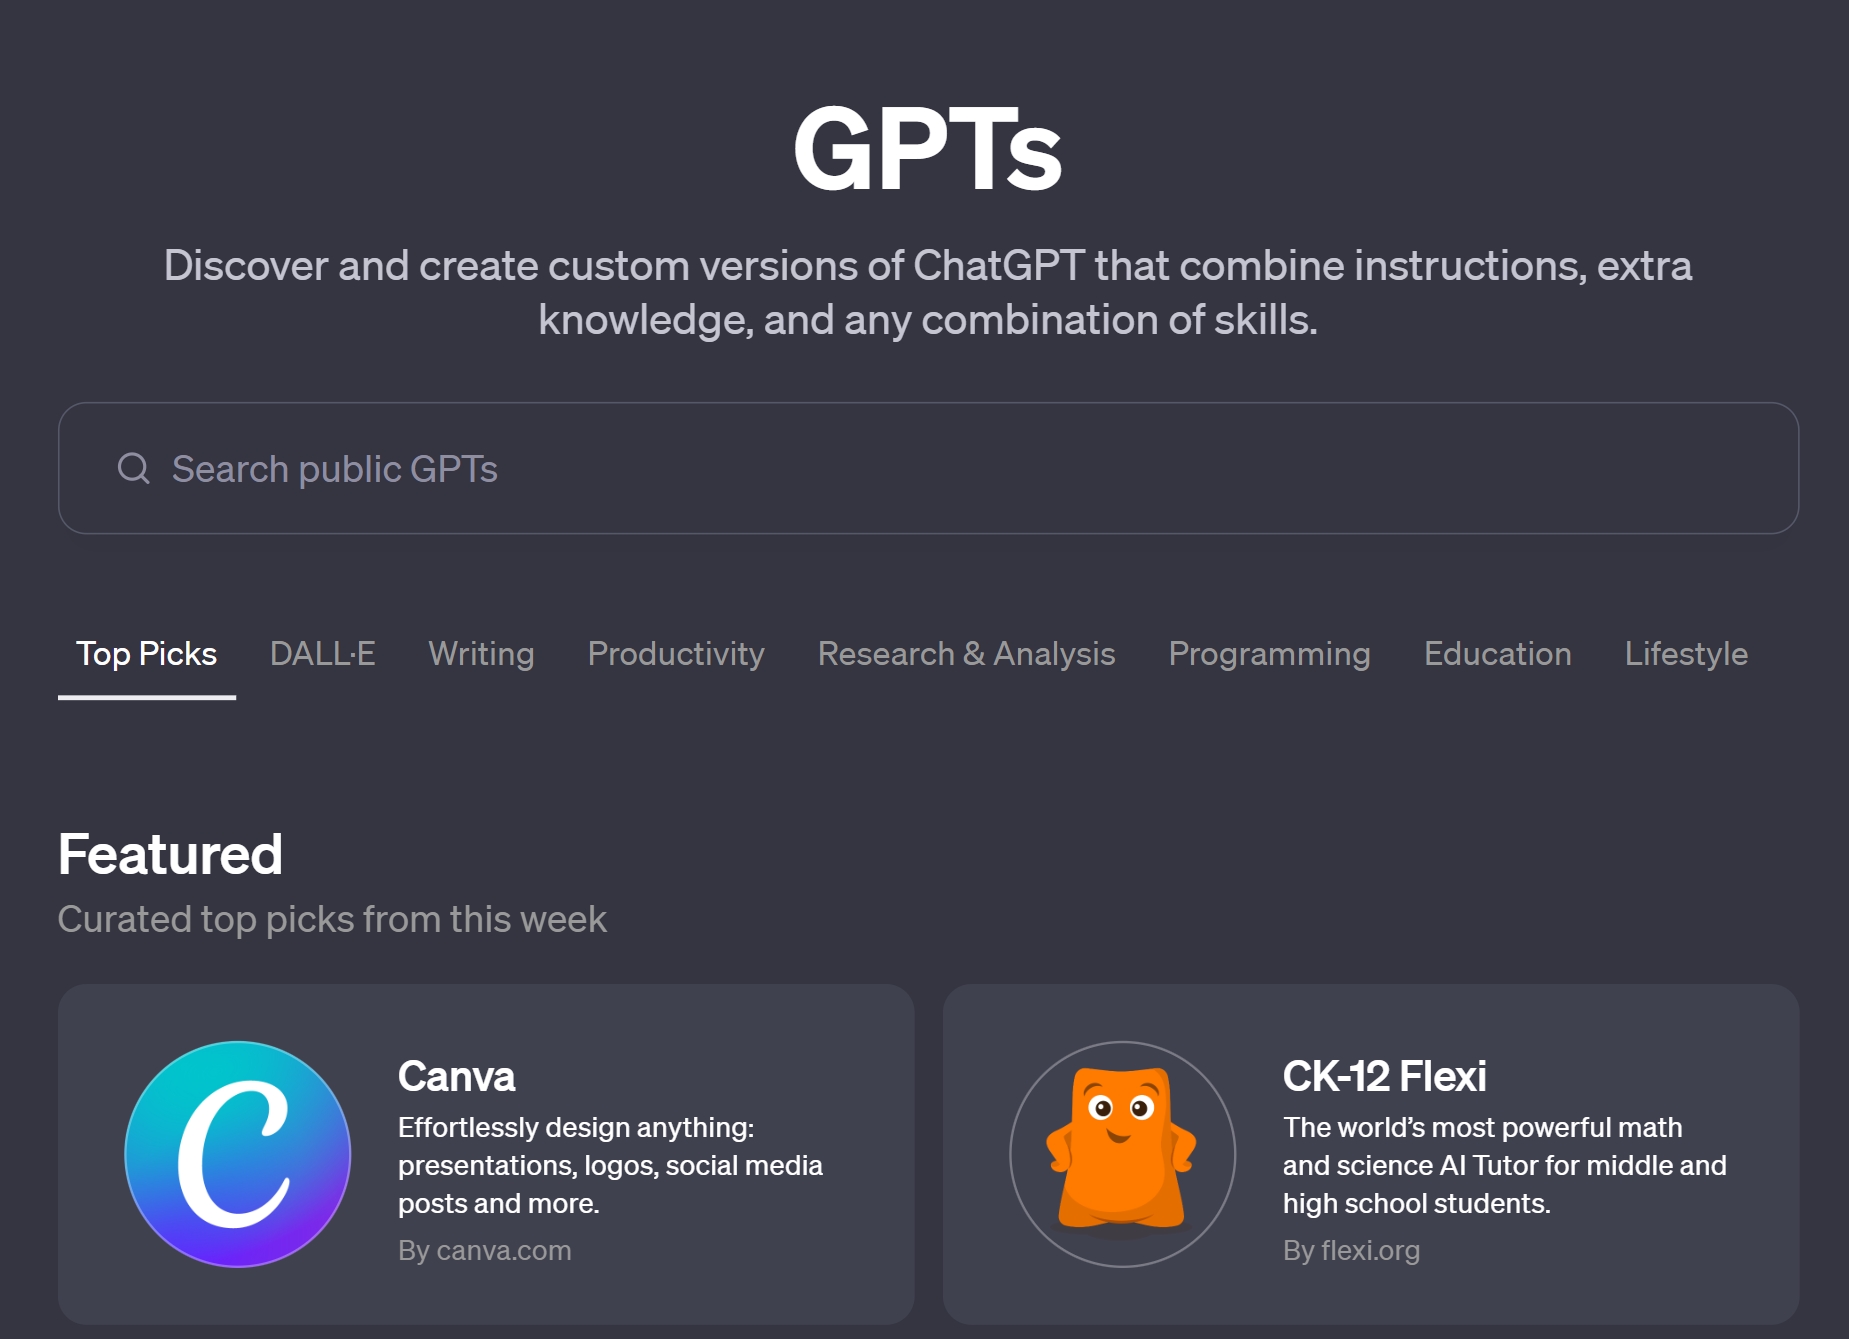 GPTs
Discover and create custom versions of ChatGPT that combine instructions, extra
knowledge, and any combination of skills.
Search public GPTs
Top Picks DALL·E Writing Productivity Research & Analysis Programming Education Lifestyle
Featured
Curated top picks from this week
C
Canva
Effortlessly design anything:
presentations, logos, social media
posts and more.
By canva.com
CK-12 Flexi
The world’s most powerful math
and science AI Tutor for middle and
high school students.
By flexi.org